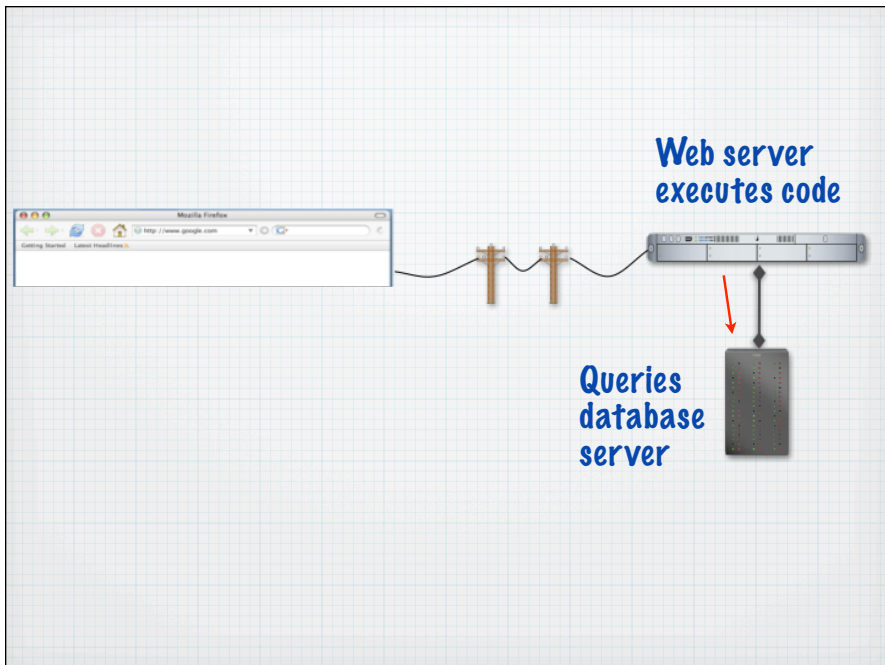 Web server
executes code
Mozilla Firefox
http://www.google.com
Getting Started Latest Headlines
Queries
database
server